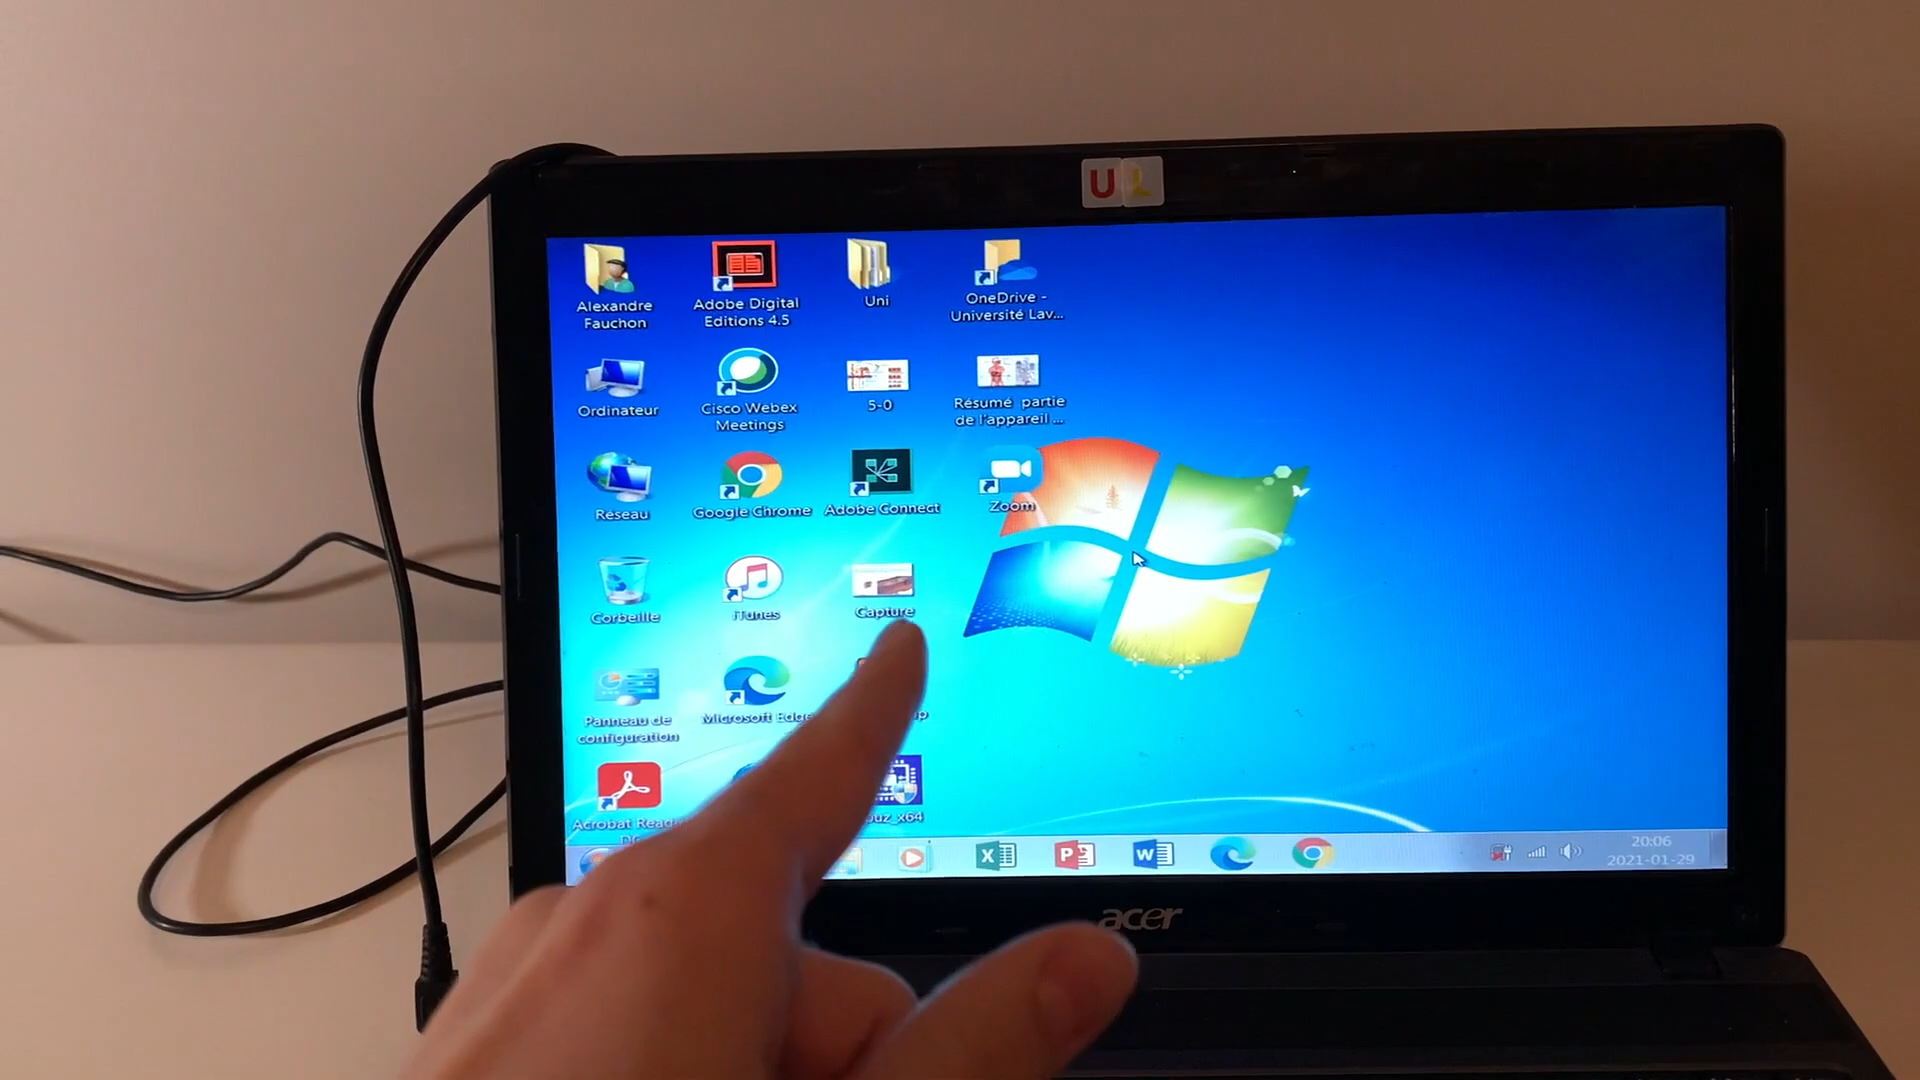 UL
Alexandre
Fauchon
Adobe Digital
Editions 4.5
Uni
OneDrive -
Université Lav...
Ordinateur
Cisco Webex
Meetings
5-0
Résumé partie
de l'appareil ...
Réseau
Google Chrome
Adobe Connect
Zoom
Corbeille
iTunes
Capture
Panneau de
configuration
Microsoft Edge
Acrobat Read
DC
20:06
2021-01-29
acer